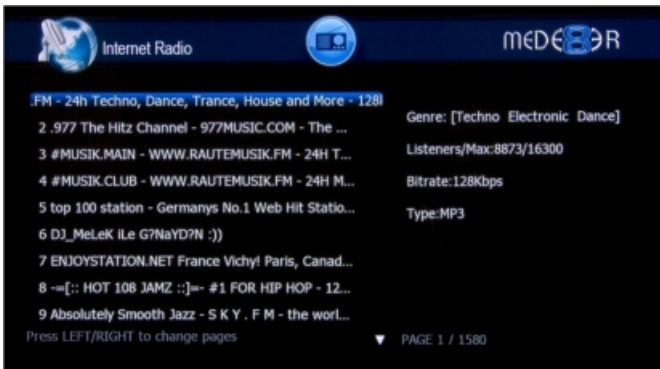 Internet Radio
MEDE8ER
.FM - 24h Techno, Dance, Trance, House and More - 128
2 .977 The Hitz Channel - 977MUSIC.COM - The ...
3 #MUSIK.MAIN - WWW.RAUTEMUSIK.FM - 24H T...
4 #MUSIK.CLUB - WWW.RAUTEMUSIK.FM - 24H M...
5 top 100 station - Germanys No.1 Web Hit Statio...
6 DJ_MeLeK iLe G?NaYD?N :))
7 ENJOYSTATION.NET France Vichy! Paris, Canad...
8 -=[:: HOT 108 JAMZ ::]=- #1 FOR HIP HOP - 12...
9 Absolutely Smooth Jazz - S K Y . F M - the worl...
Press LEFT/RIGHT to change pages
Genre: [Techno Electronic Dance]
Listeners/Max:8873/16300
Bitrate:128Kbps
Type:MP3
PAGE 1 / 1580